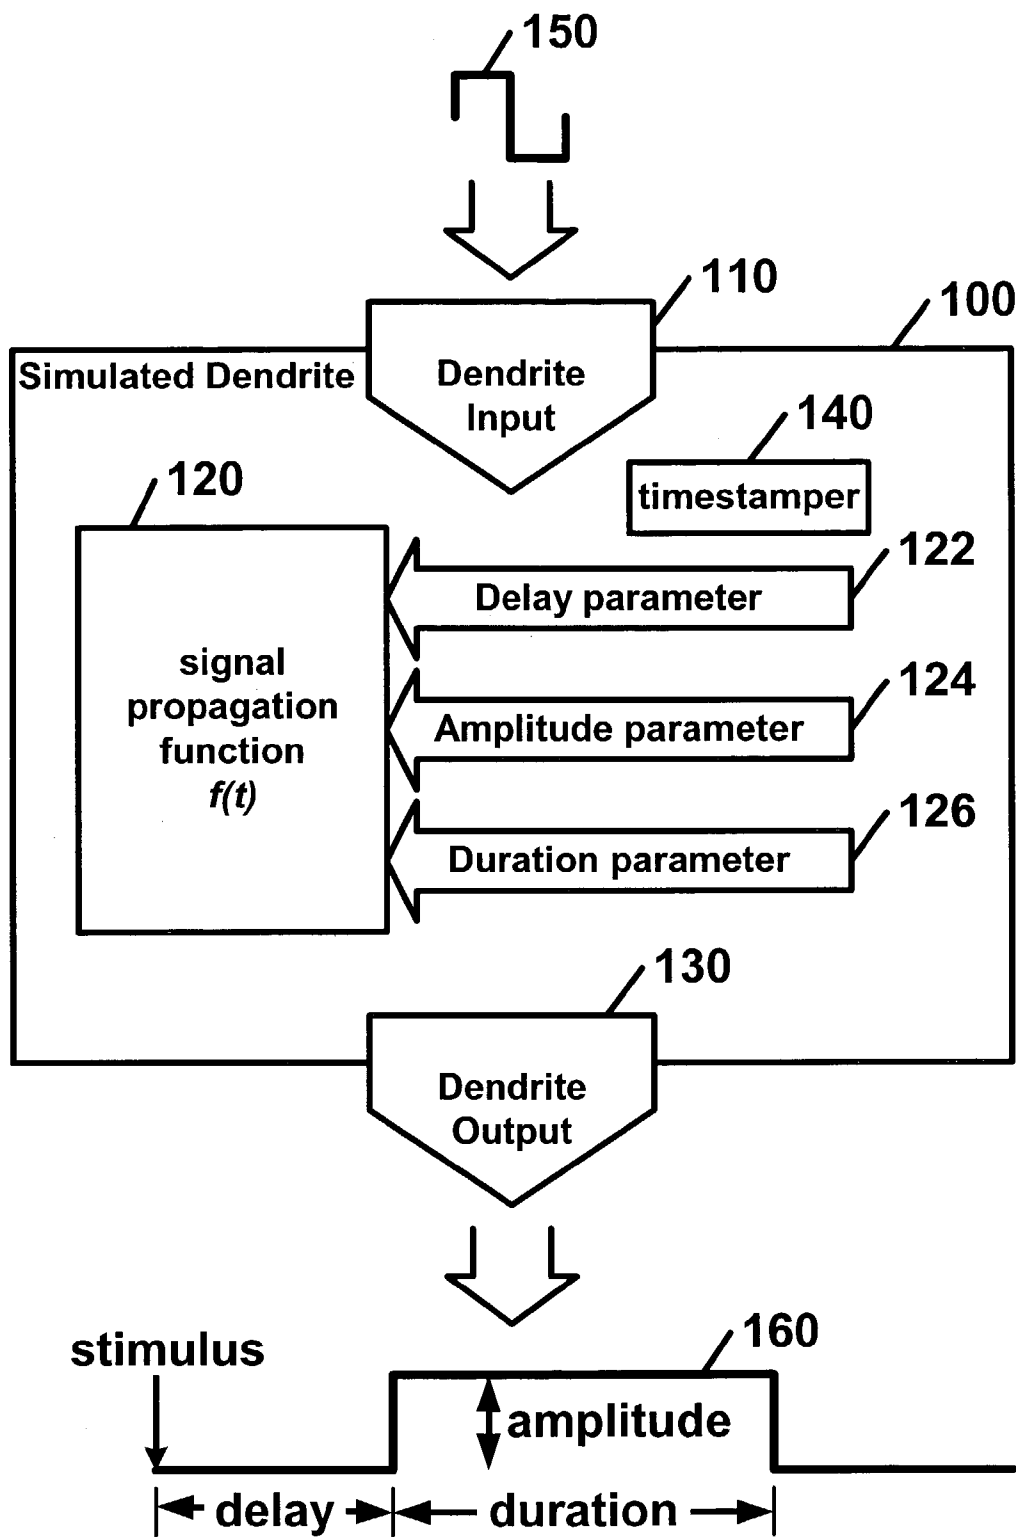 150
110
100
Simulated Dendrite
Dendrite
Input
140
timestamper
120
122
Delay parameter
signal
propagation
function
f(t)
124
Amplitude parameter
126
Duration parameter
130
Dendrite
Output
160
stimulus
amplitude
delay
duration